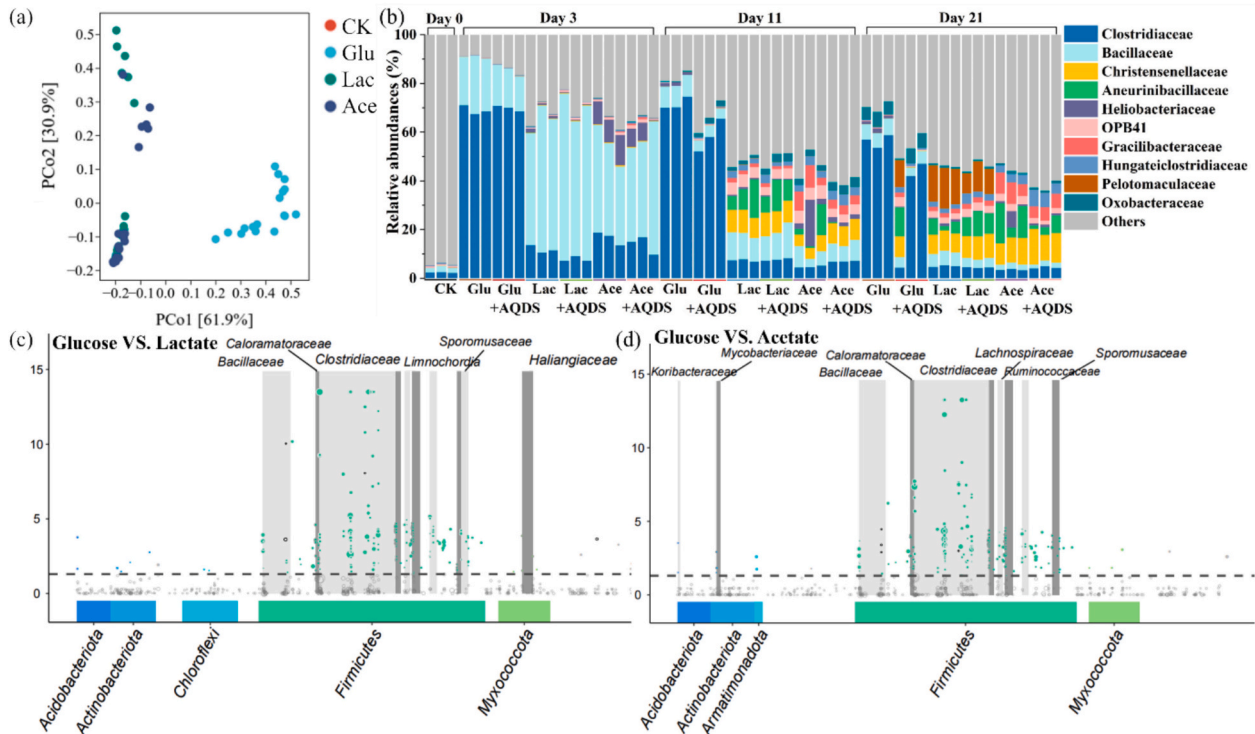 (a)
0.5
0.4
0.3
0.2
0.1
0.0
−0.1
−0.2
PCo2 [30.9%]
−0.2 −0.1 0.0 0.1 0.2 0.3 0.4 0.5
PCo1 [61.9%]
CK
Glu
Lac
Ace
(b)
Day 0 Day 3 Day 11 Day 21
100
80
60
40
20
0
Relative abundances (%)
CK Glu Glu Lac Lac Ace Ace Glu Glu Lac Lac Ace Ace Glu Glu Lac Lac Ace Ace
+AQDS +AQDS +AQDS +AQDS +AQDS +AQDS +AQDS +AQDS +AQDS
Clostridiaceae
Bacillaceae
Christensenellaceae
Aneurinibacillaceae
Heliobacteriaceae
OPB41
Gracilibacteraceae
Hungateiclostridiaceae
Pelotomaculaceae
Oxobacteraceae
Others
(c) Glucose VS. Lactate
Caloramatoraceae
Sporomusaceae
Bacillaceae Clostridiaceae Limnochordia Haliangiaceae
15
10
5
0
Acidobacteriota
Actinobacteriota
Chloroflexi
Firmicutes
Myxococcota
(d) Glucose VS. Acetate
Mycobacteriaceae Caloramatoraceae Lachnospiraceae Sporomusaceae
Koribacteraceae Bacillaceae Clostridiaceae Ruminococcaceae
15
10
5
0
Acidobacteriota
Actinobacteriota
Armatimonadota
Firmicutes
Myxococcota